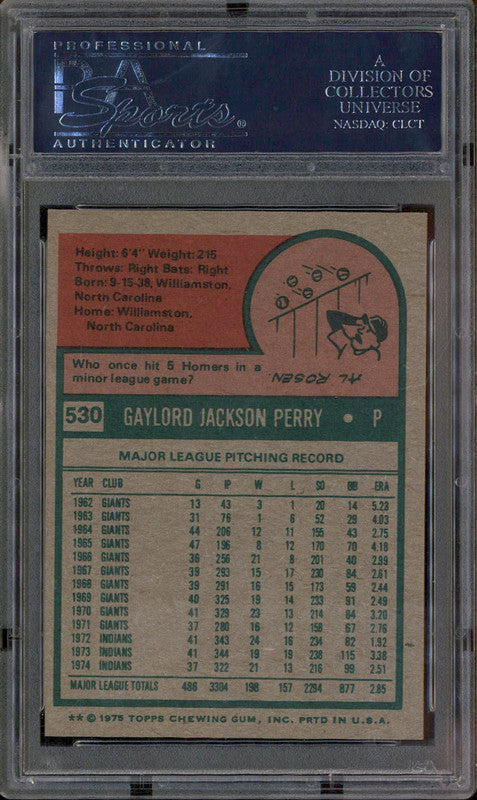 PROFESSIONAL
PSA
Sports®
AUTHENTICATOR
A
DIVISION OF
COLLECTORS
UNIVERSE
NASDAQ: CLCT
Height: 6'4" Weight: 215
Throws: Right Bats: Right
Born: 9-15-38, Williamston,
North Carolina
Home: Williamston,
North Carolina
Who once hit 5 Homers in a
minor league game?
AL ROSEN.
530 GAYLORD JACKSON PERRY • P
MAJOR LEAGUE PITCHING RECORD
YEAR CLUB G IP W L SO BB ERA
1962 GIANTS 13 43 3 1 20 14 5.23
1963 GIANTS 31 76 1 6 52 29 4.03
1964 GIANTS 44 206 12 11 155 43 2.75
1965 GIANTS 47 196 8 12 170 70 4.18
1966 GIANTS 36 256 21 8 201 40 2.99
1967 GIANTS 39 293 15 17 230 84 2.61
1968 GIANTS 39 291 16 15 173 59 2.44
1969 GIANTS 40 325 19 14 233 91 2.49
1970 GIANTS 41 329 23 13 214 84 3.20
1971 GIANTS 37 280 16 12 158 67 2.76
1972 INDIANS 41 343 24 16 234 82 1.92
1973 INDIANS 41 344 19 19 238 115 3.38
1974 INDIANS 37 322 21 13 216 99 2.51
MAJOR LEAGUE TOTALS 486 3304 198 157 2294 877 2.85
** © 1975 TOPPS CHEWING GUM, INC. PRTD IN U.S.A.